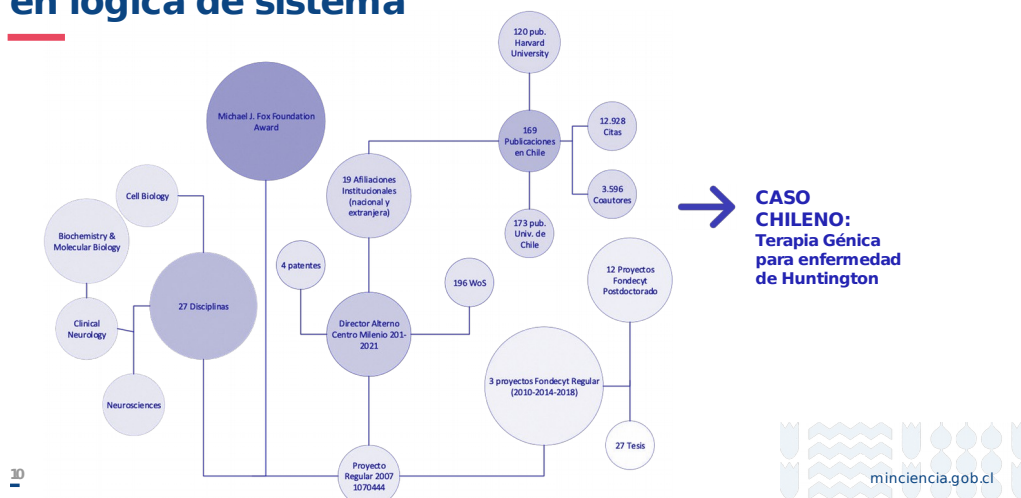 en lógica de sistema
120 pub.
Harvard
University
Michael J. Fox Foundation
Award
169
Publicaciones
en Chile
12.928
Citas
19 Afiliaciones
Institucionales
(nacional y
extranjera)
3.596
Coautores
Cell Biology
Biochemistry &
Molecular Biology
173 pub.
Univ. de
Chile
CASO
CHILENO:
Terapia Génica
para enfermedad
de Huntington
4 patentes
196 WoS
12 Proyectos
Fondecyt
Postdoctorado
27 Disciplinas
Clinical
Neurology
Director Alterno
Centro Milenio 201-
2021
3 proyectos Fondecyt Regular
(2010-2014-2018)
Neurosciences
27 Tesis
Proyecto
Regular 2007
1070444
10
minciencia.gob.cl